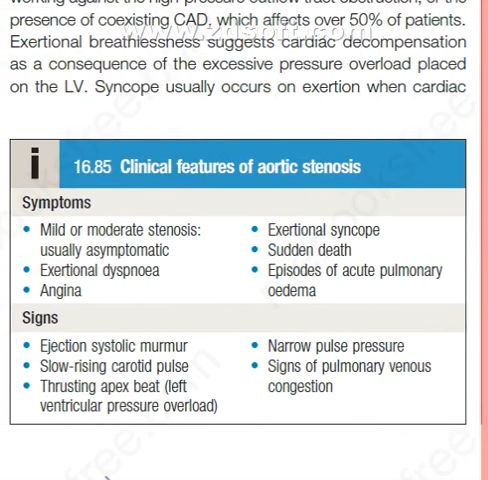 working against the high-pressure outflow tract obstruction, or the
presence of coexisting CAD, which affects over 50% of patients.
Exertional breathlessness suggests cardiac decompensation
as a consequence of the excessive pressure overload placed
on the LV. Syncope usually occurs on exertion when cardiac
i
16.85 Clinical features of aortic stenosis
Symptoms
• Mild or moderate stenosis:
usually asymptomatic
• Exertional dyspnoea
• Angina
• Exertional syncope
• Sudden death
• Episodes of acute pulmonary
oedema
Signs
• Ejection systolic murmur
• Slow-rising carotid pulse
• Thrusting apex beat (left
ventricular pressure overload)
• Narrow pulse pressure
• Signs of pulmonary venous
congestion